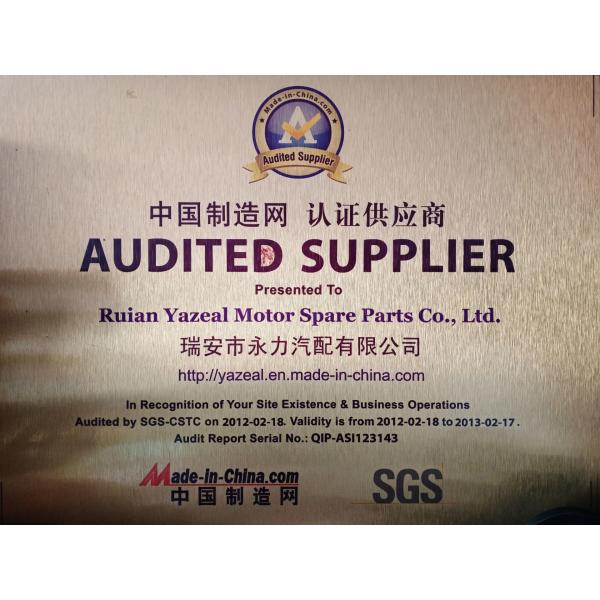 Made-in-China.com
A
Audited Supplier
中国制造网 认证供应商
AUDITED SUPPLIER
Presented To
Ruian Yazeal Motor Spare Parts Co., Ltd.
瑞安市永力汽配有限公司
http://yazeal.en.made-in-china.com
In Recognition of Your Site Existence & Business Operations
Audited by SGS-CSTC on 2012-02-18. Validity is from 2012-02-18 to 2013-02-17.
Audit Report Serial No.: QIP-ASI123143
Made-in-China.com
中国制造网
SGS